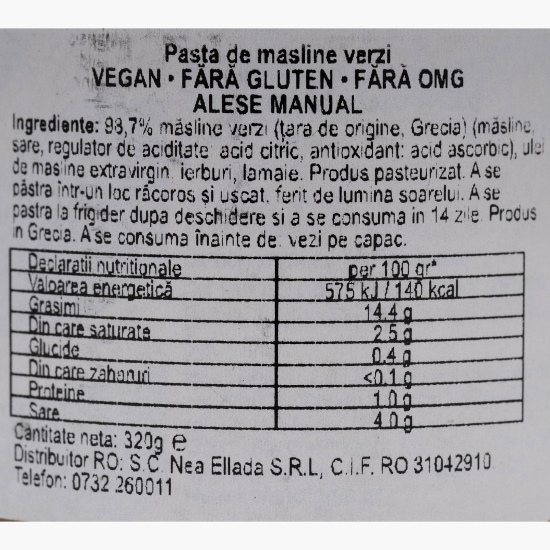 Pasta de masline verzi
VEGAN • FĂRĂ GLUTEN • FĂRĂ OMG
ALESE MANUAL
Ingrediente: 98,7% măsline verzi (țara de origine, Grecia) (măsline,
sare, regulator de aciditate: acid citric, antioxidant: acid ascorbic), ulei
de masline extravirgin, ierburi, lamaie. Produs pasteurizat. A se
păstra într-un loc răcoros și uscat, ferit de lumina soarelui. A se
pastra la frigider dupa deschidere si a se consuma in 14 zile. Produs
in Grecia. A se consuma înainte de: vezi pe capac.
Declaratii nutritionale per 100 gr*
Valoarea energetică 575 kJ / 140 kcal
Grasimi 14.4 g
Din care saturate 2.5 g
Glucide 0.4 g
Din care zaharuri <0.1 g
Proteine 1.0 g
Sare 4.0 g
Cantitate neta: 320g e
Distribuitor RO: S.C. Nea Ellada S.R.L, C.I.F. RO 31042910
Telefon: 0732 260011